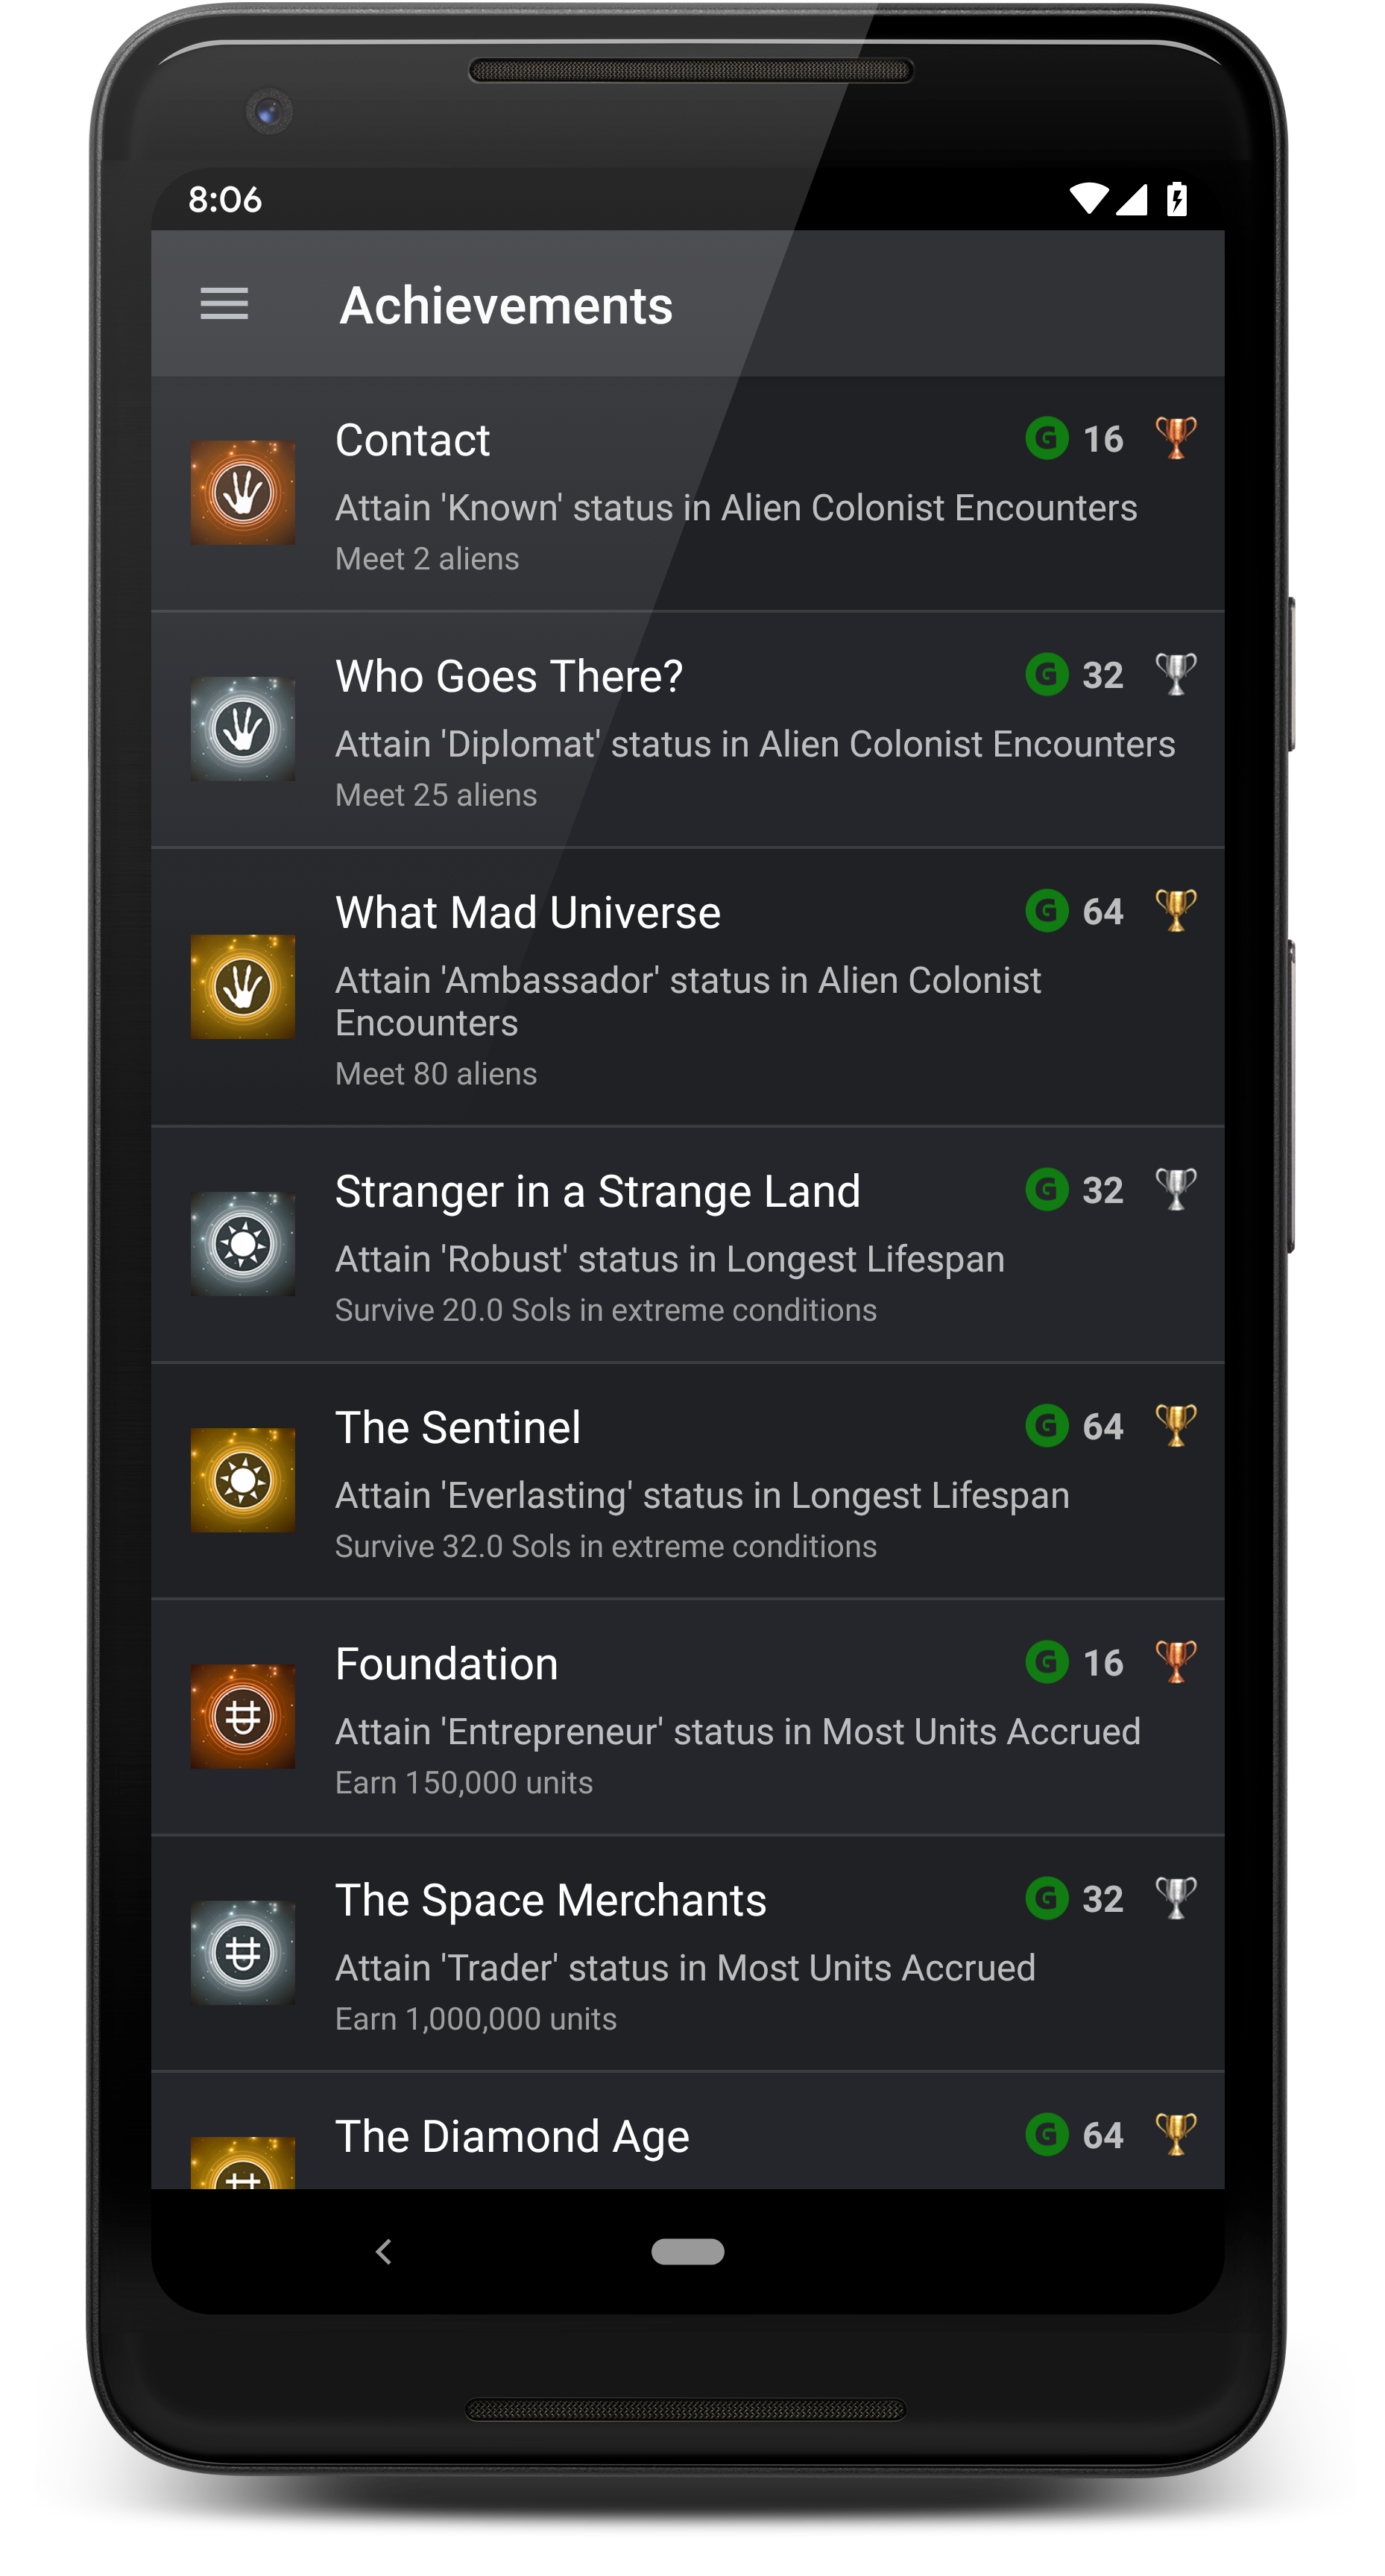 8:06
Achievements
Contact
G 16
Attain 'Known' status in Alien Colonist Encounters
Meet 2 aliens
Who Goes There?
G 32
Attain 'Diplomat' status in Alien Colonist Encounters
Meet 25 aliens
What Mad Universe
G 64
Attain 'Ambassador' status in Alien Colonist
Encounters
Meet 80 aliens
Stranger in a Strange Land
G 32
Attain 'Robust' status in Longest Lifespan
Survive 20.0 Sols in extreme conditions
The Sentinel
G 64
Attain 'Everlasting' status in Longest Lifespan
Survive 32.0 Sols in extreme conditions
Foundation
G 16
Attain 'Entrepreneur' status in Most Units Accrued
Earn 150,000 units
The Space Merchants
G 32
Attain 'Trader' status in Most Units Accrued
Earn 1,000,000 units
The Diamond Age
G 64